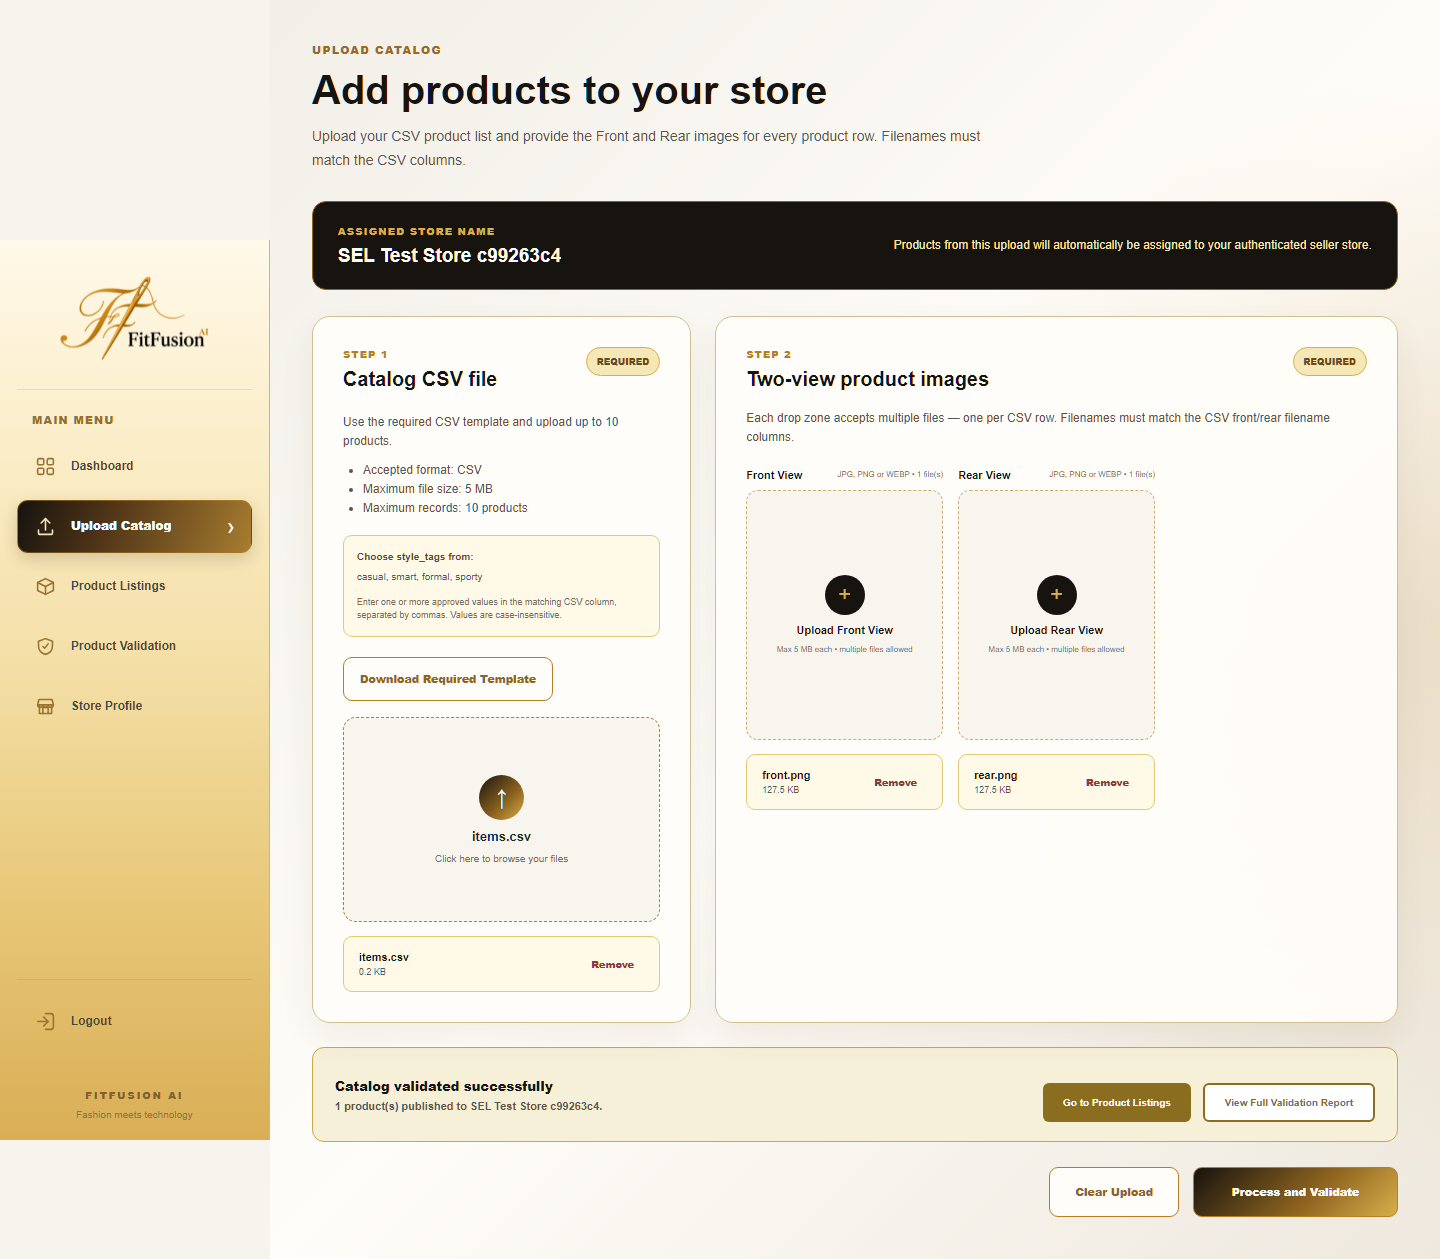 UPLOAD CATALOG
Add products to your store
Upload your CSV product list and provide the Front and Rear images for every product row. Filenames must
match the CSV columns.
ASSIGNED STORE NAME
SEL Test Store c99263c4
Products from this upload will automatically be assigned to your authenticated seller store.
FitFusion AI
MAIN MENU
Dashboard
Upload Catalog
Product Listings
Product Validation
Store Profile
Logout
FITFUSION AI
Fashion meets technology
STEP 1
Catalog CSV file
REQUIRED
Use the required CSV template and upload up to 10
products.
• Accepted format: CSV
• Maximum file size: 5 MB
• Maximum records: 10 products
Choose style_tags from:
casual, smart, formal, sporty
Enter one or more approved values in the matching CSV column,
separated by commas. Values are case-insensitive.
Download Required Template
items.csv
Click here to browse your files
items.csv
0.2 KB
Remove
STEP 2
Two-view product images
REQUIRED
Each drop zone accepts multiple files — one per CSV row. Filenames must match the CSV front/rear filename
columns.
Front View
JPG, PNG or WEBP • 1 file(s)
Upload Front View
Max 5 MB each • multiple files allowed
front.png
127.5 KB
Remove
Rear View
JPG, PNG or WEBP • 1 file(s)
Upload Rear View
Max 5 MB each • multiple files allowed
rear.png
127.5 KB
Remove
Catalog validated successfully
1 product(s) published to SEL Test Store c99263c4.
Go to Product Listings
View Full Validation Report
Clear Upload
Process and Validate